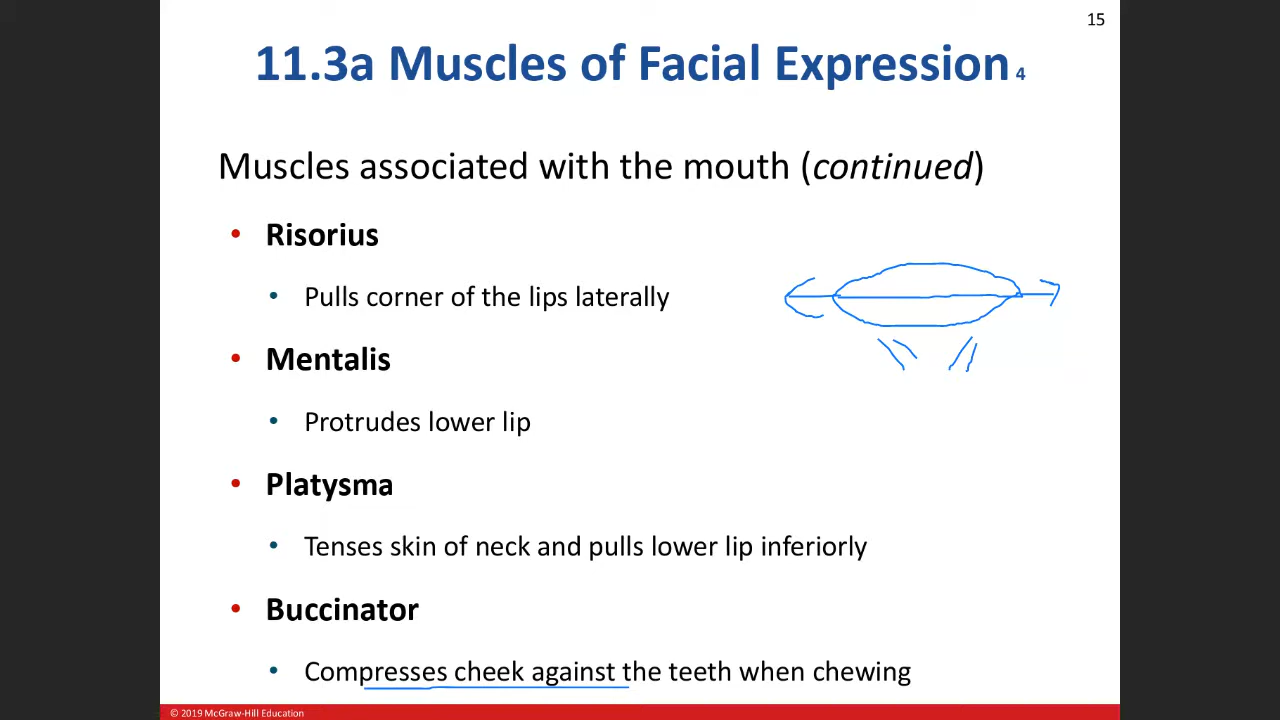 15
11.3a Muscles of Facial Expression 4
Muscles associated with the mouth (continued)
• Risorius
• Pulls corner of the lips laterally
• Mentalis
• Protrudes lower lip
• Platysma
• Tenses skin of neck and pulls lower lip inferiorly
• Buccinator
• Compresses cheek against the teeth when chewing
© 2019 McGraw-Hill Education